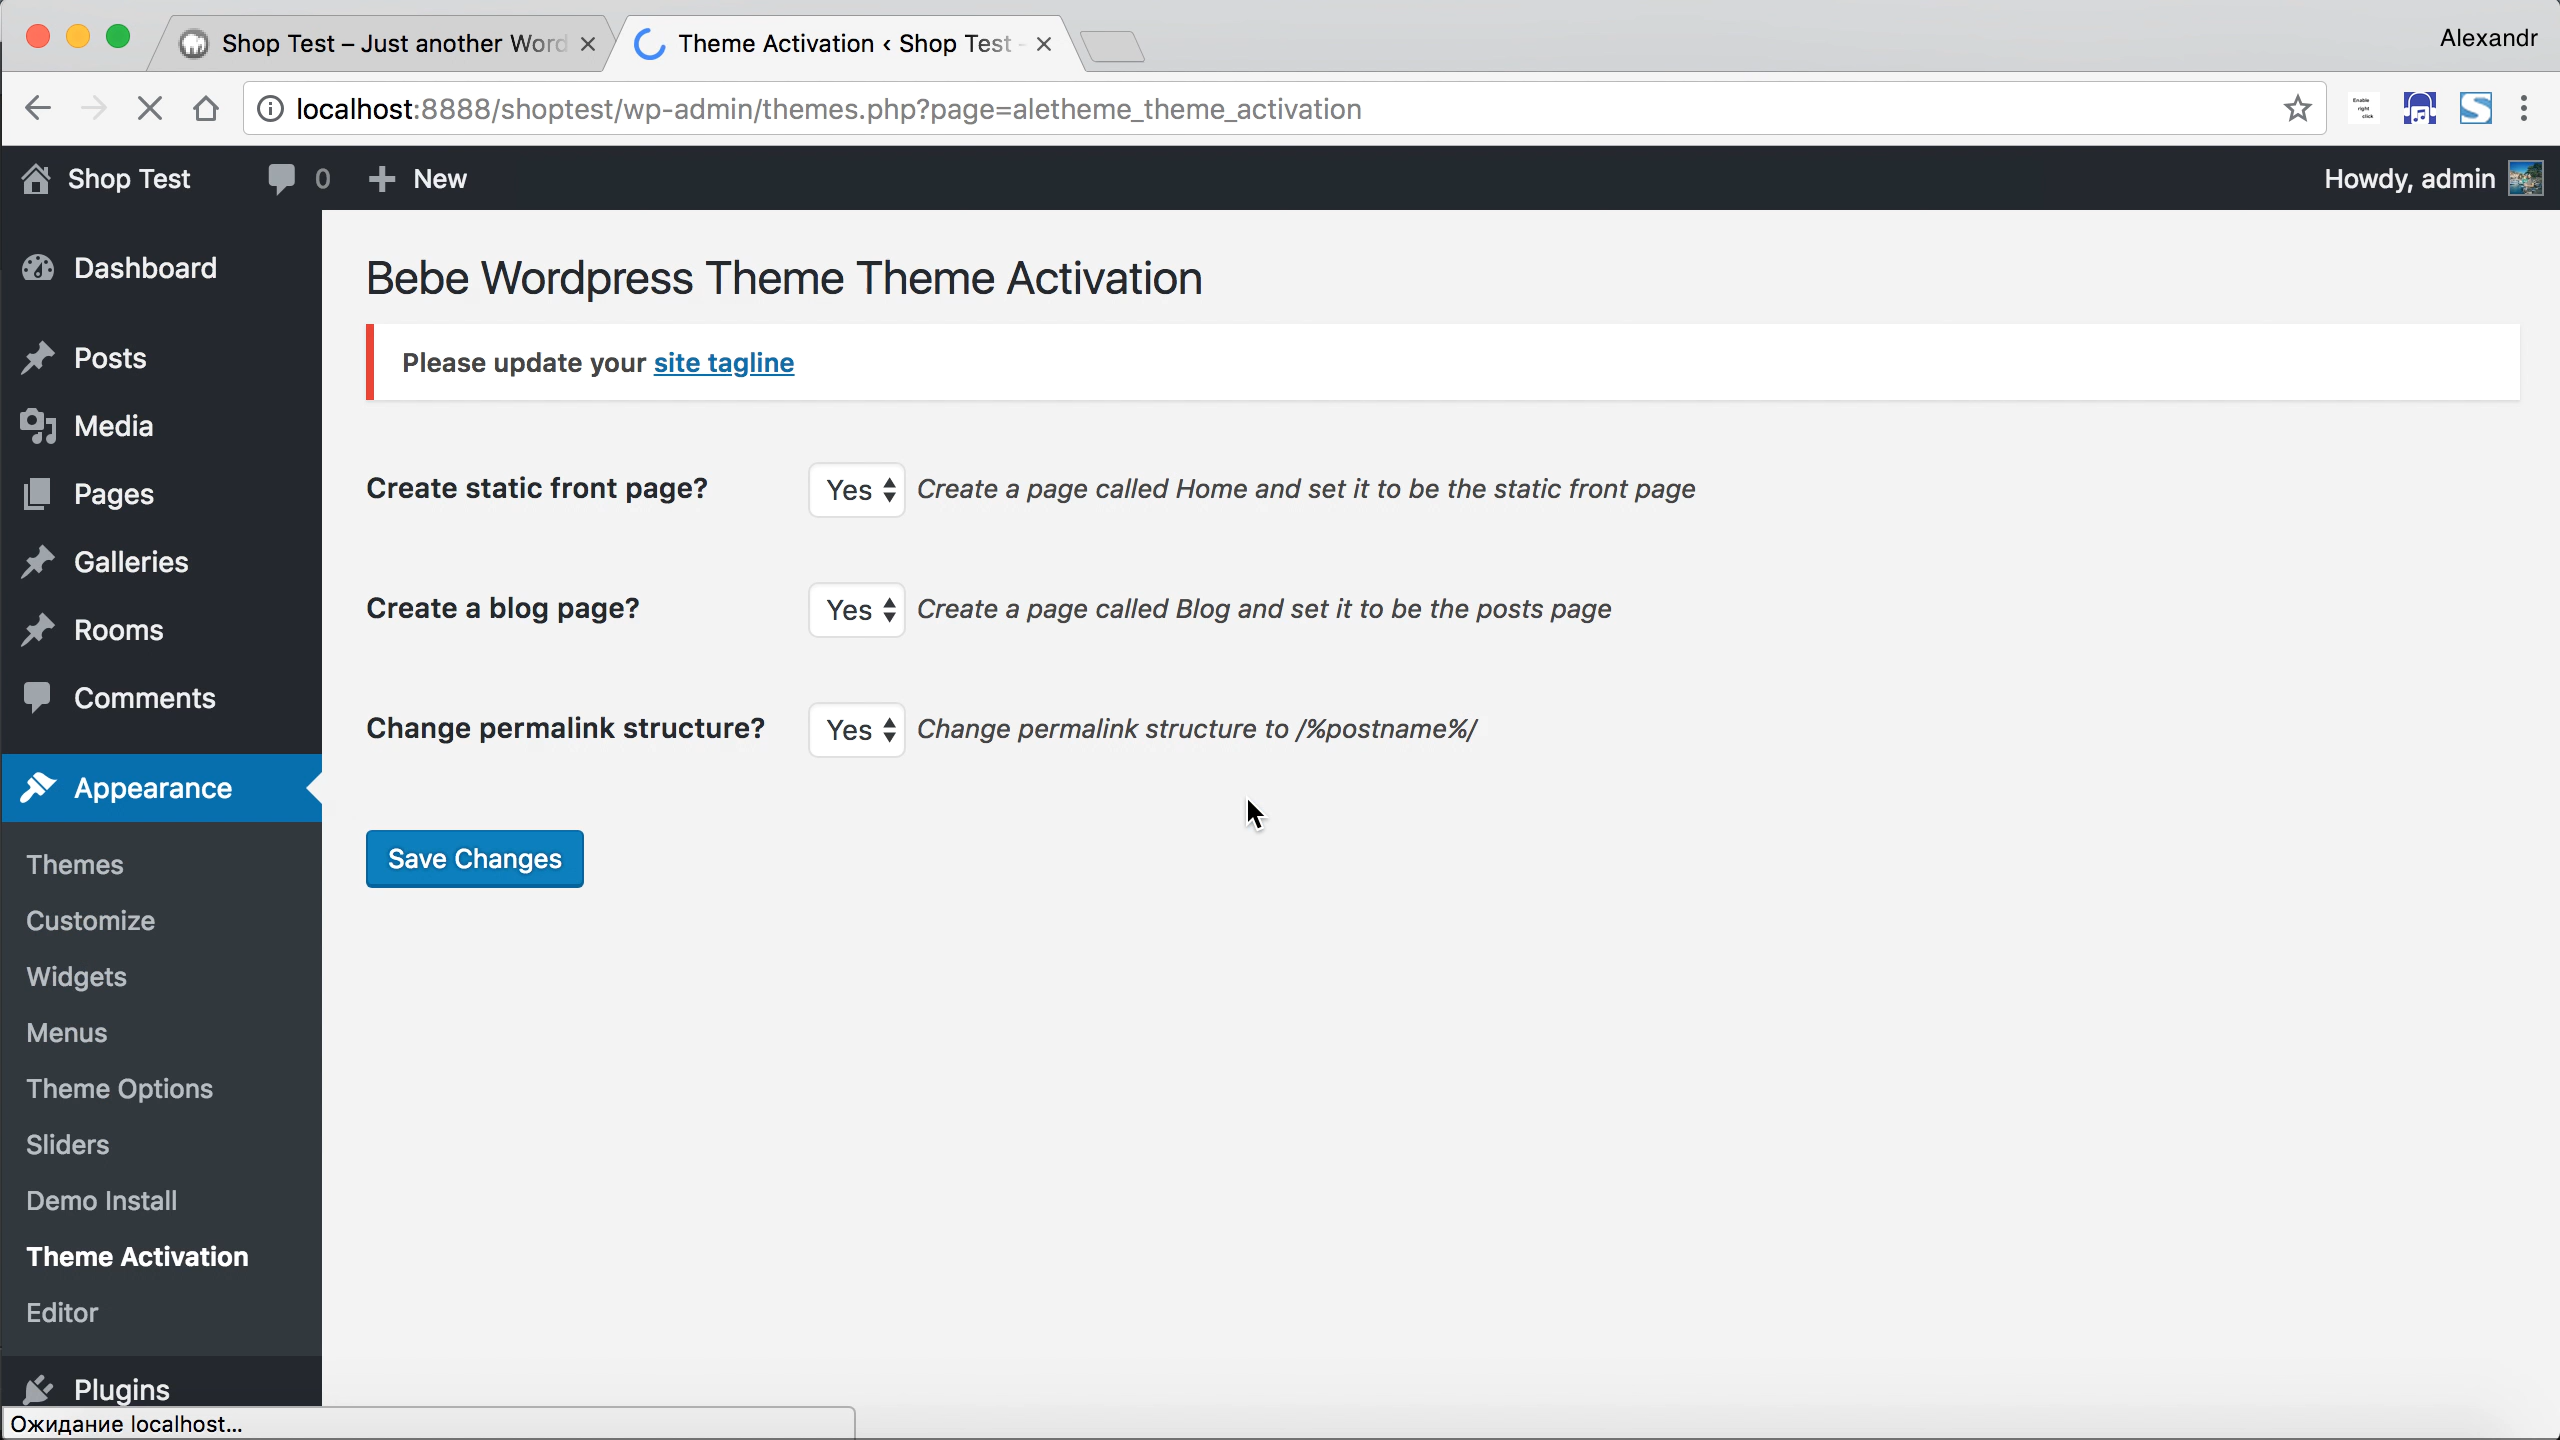 Shop Test – Just another Word
Theme Activation ‹ Shop Test
Alexandr
localhost:8888/shoptest/wp-admin/themes.php?page=aletheme_theme_activation
Enable right click
Shop Test
0
New
Howdy, admin
Dashboard
Posts
Media
Pages
Galleries
Rooms
Comments
Appearance
Themes
Customize
Widgets
Menus
Theme Options
Sliders
Demo Install
Theme Activation
Editor
Plugins
Bebe Wordpress Theme Theme Activation
Please update your site tagline
Create static front page? Yes Create a page called Home and set it to be the static front page
Create a blog page? Yes Create a page called Blog and set it to be the posts page
Change permalink structure? Yes Change permalink structure to /%postname%/
Save Changes
Ожидание localhost...